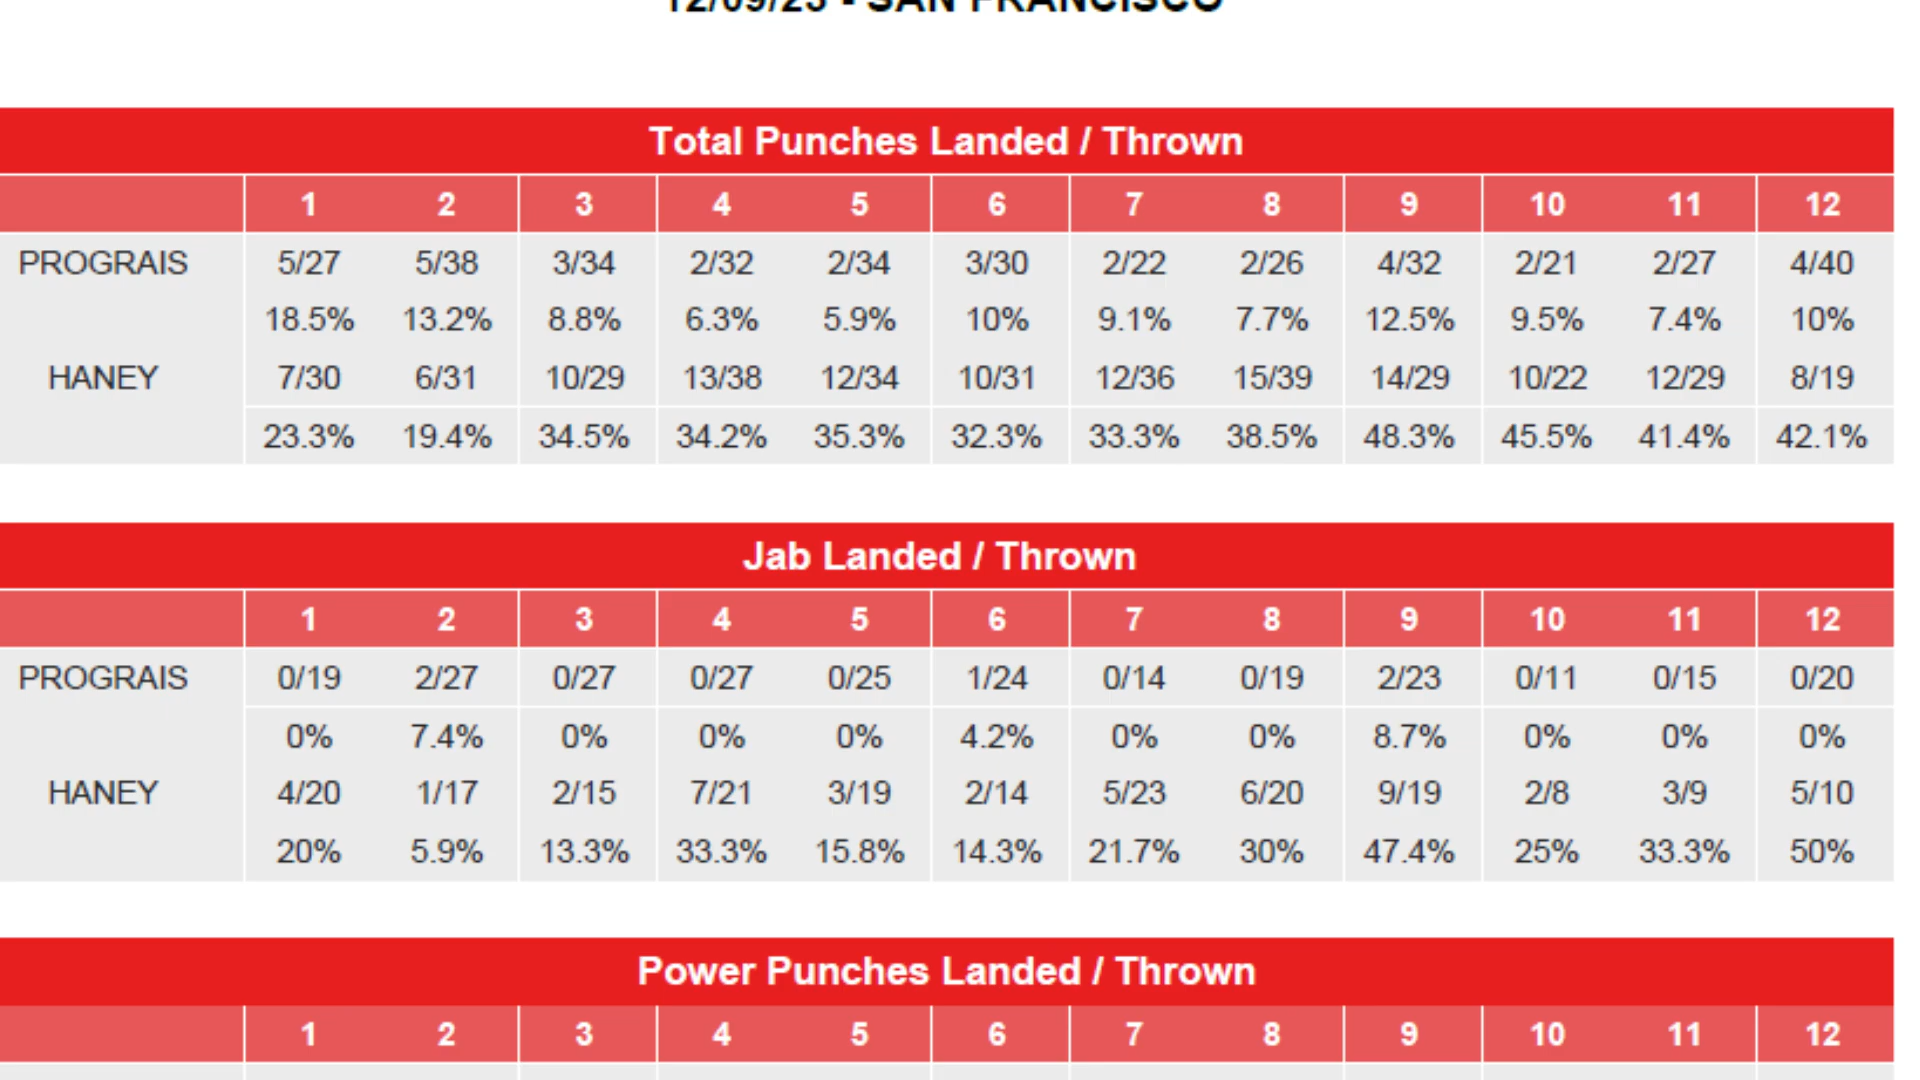 12/09/23 - SAN FRANCISCO
Total Punches Landed / Thrown
1 2 3 4 5 6 7 8 9 10 11 12
PROGRAIS 5/27 5/38 3/34 2/32 2/34 3/30 2/22 2/26 4/32 2/21 2/27 4/40
18.5% 13.2% 8.8% 6.3% 5.9% 10% 9.1% 7.7% 12.5% 9.5% 7.4% 10%
HANEY 7/30 6/31 10/29 13/38 12/34 10/31 12/36 15/39 14/29 10/22 12/29 8/19
23.3% 19.4% 34.5% 34.2% 35.3% 32.3% 33.3% 38.5% 48.3% 45.5% 41.4% 42.1%
Jab Landed / Thrown
1 2 3 4 5 6 7 8 9 10 11 12
PROGRAIS 0/19 2/27 0/27 0/27 0/25 1/24 0/14 0/19 2/23 0/11 0/15 0/20
0% 7.4% 0% 0% 0% 4.2% 0% 0% 8.7% 0% 0% 0%
HANEY 4/20 1/17 2/15 7/21 3/19 2/14 5/23 6/20 9/19 2/8 3/9 5/10
20% 5.9% 13.3% 33.3% 15.8% 14.3% 21.7% 30% 47.4% 25% 33.3% 50%
Power Punches Landed / Thrown
1 2 3 4 5 6 7 8 9 10 11 12